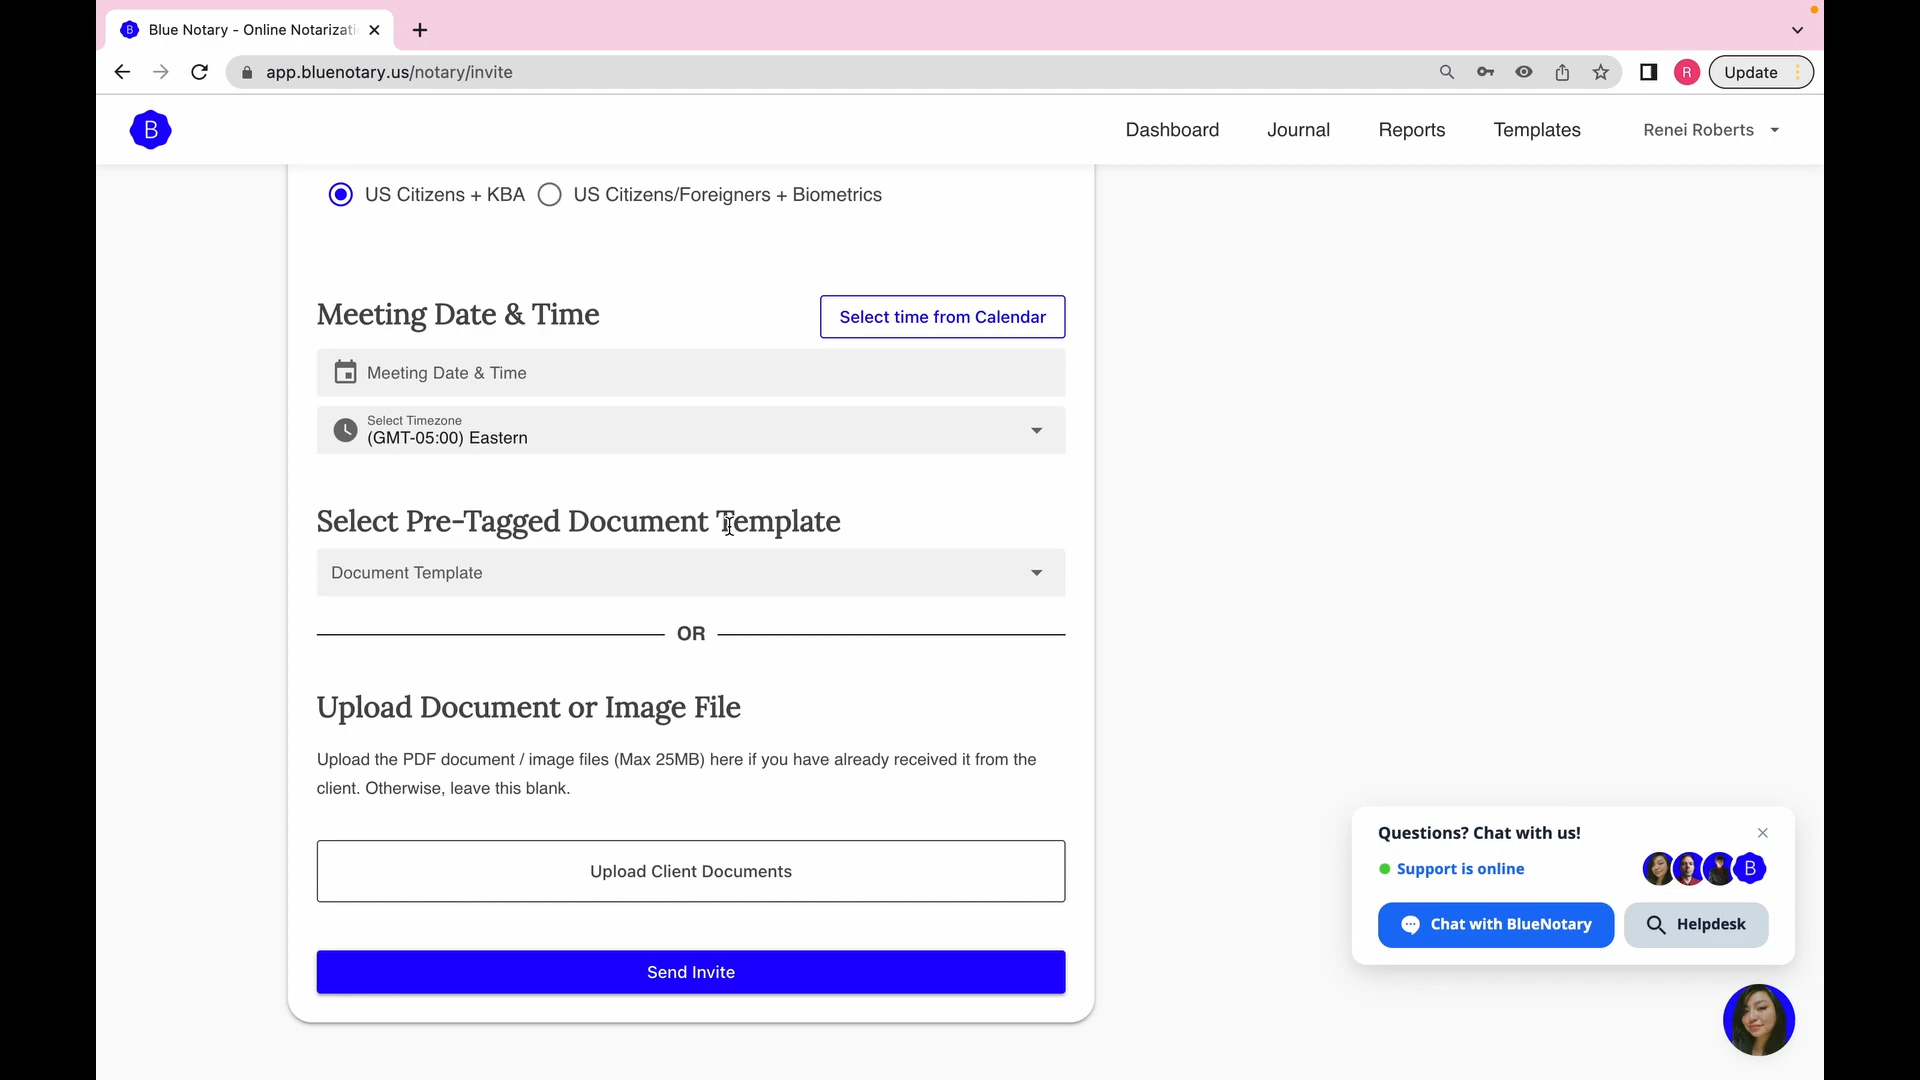 B Blue Notary - Online Notarizati
app.bluenotary.us/notary/invite
R
Update
B
Dashboard
Journal
Reports
Templates
Renei Roberts
US Citizens + KBA
US Citizens/Foreigners + Biometrics
Meeting Date & Time
Select time from Calendar
Meeting Date & Time
Select Timezone
(GMT-05:00) Eastern
Select Pre-Tagged Document Template
Document Template
OR
Upload Document or Image File
Upload the PDF document / image files (Max 25MB) here if you have already received it from the
client. Otherwise, leave this blank.
Upload Client Documents
Send Invite
Questions? Chat with us!
Support is online
B
Chat with BlueNotary
Helpdesk